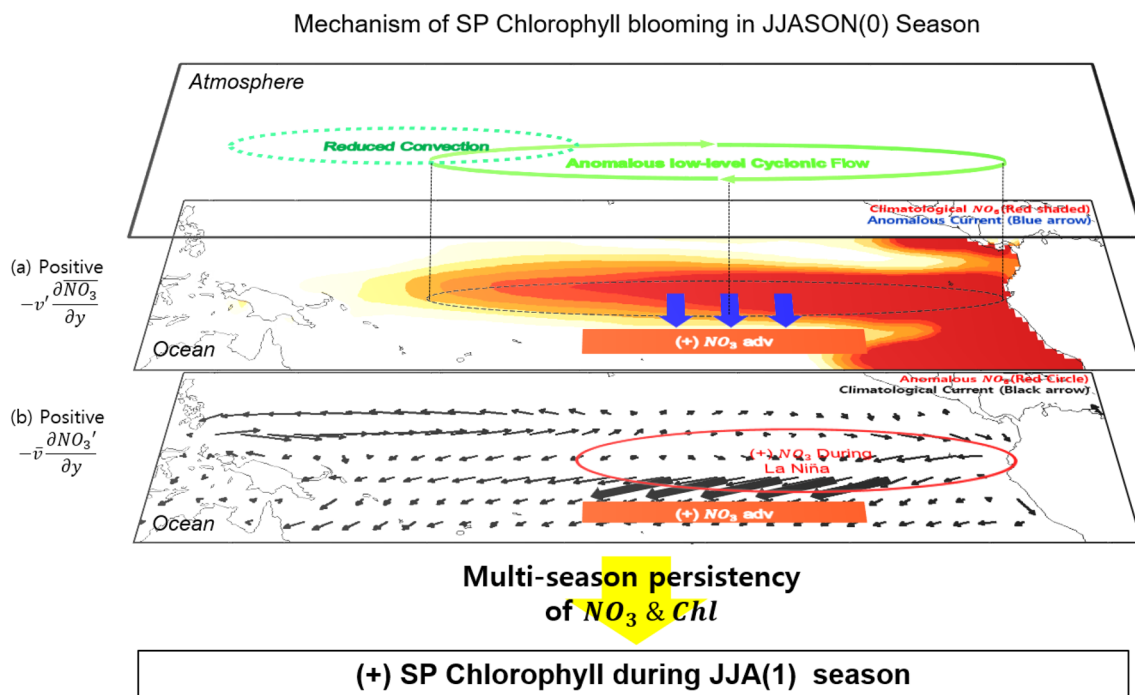 Mechanism of SP Chlorophyll blooming in JJASON(0) Season
Atmosphere
Reduced Convection
Anomalous low-level Cyclonic Flow
Climatological NO₃(Red shaded)
Anomalous Current (Blue arrow)
(a) Positive
−v′ ∂N̅O̅₃̅/∂y
(+) NO₃ adv
Ocean
Anomalous NO₃(Red Circle)
Climatological Current (Black arrow)
(b) Positive
−v̄ ∂NO₃′/∂y
(+) NO₃ During
La Niña
(+) NO₃ adv
Ocean
Multi-season persistency
of NO₃ & Chl
(+) SP Chlorophyll during JJA(1) season